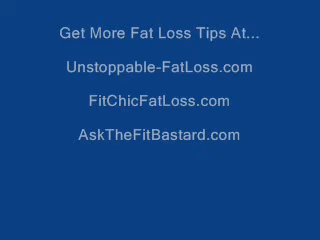 Get More Fat Loss Tips At...
Unstoppable-FatLoss.com
FitChicFatLoss.com
AskTheFitBastard.com